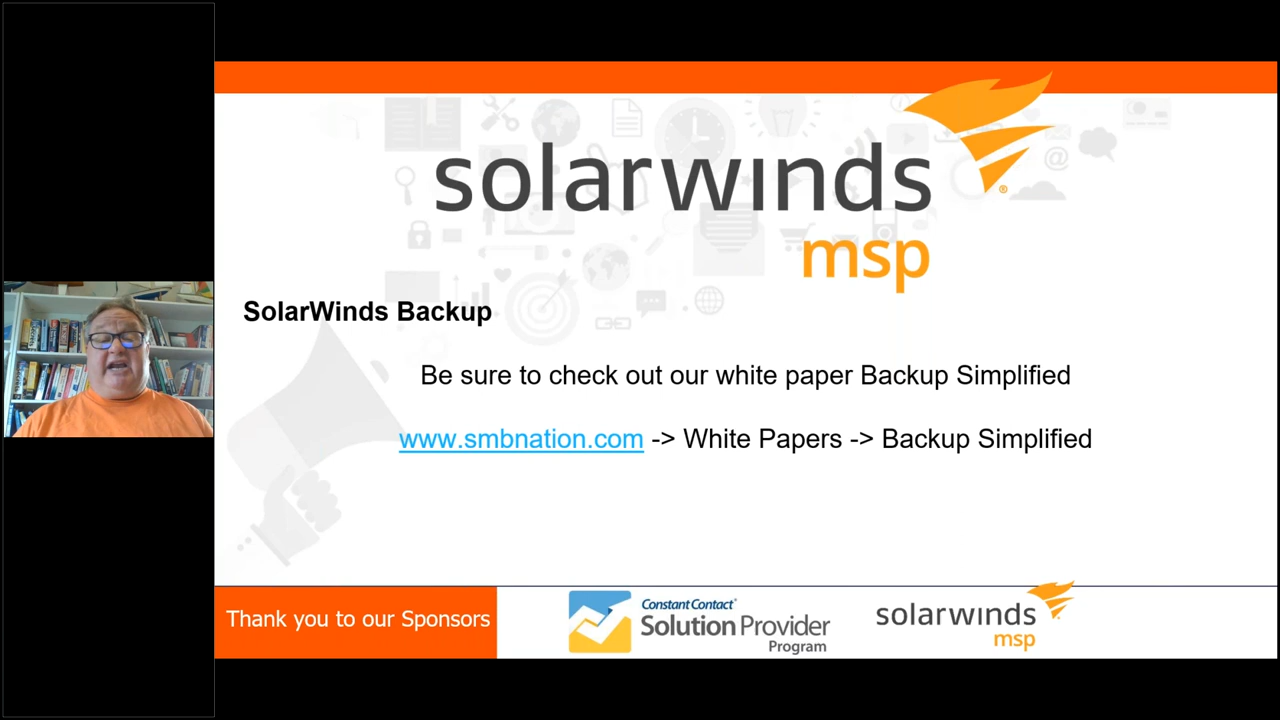 solarwinds
®
msp
SolarWinds Backup
Be sure to check out our white paper Backup Simplified
www.smbnation.com -> White Papers -> Backup Simplified
Thank you to our Sponsors
Constant Contact®
Solution Provider
Program
solarwinds
msp